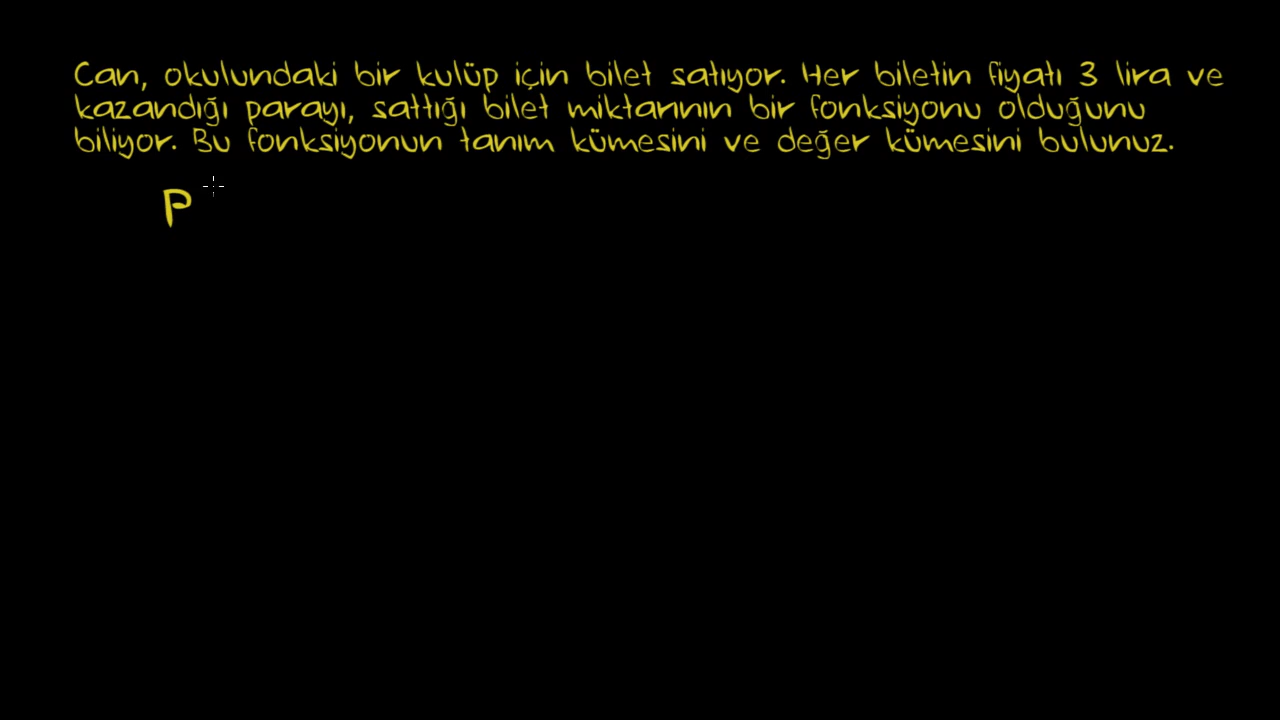 Can, okulundaki bir kulüp için bilet satıyor. Her biletin fiyatı 3 lira ve
kazandığı parayı, sattığı bilet miktarının bir fonksiyonu olduğunu
biliyor. Bu fonksiyonun tanım kümesini ve değer kümesini bulunuz.
P